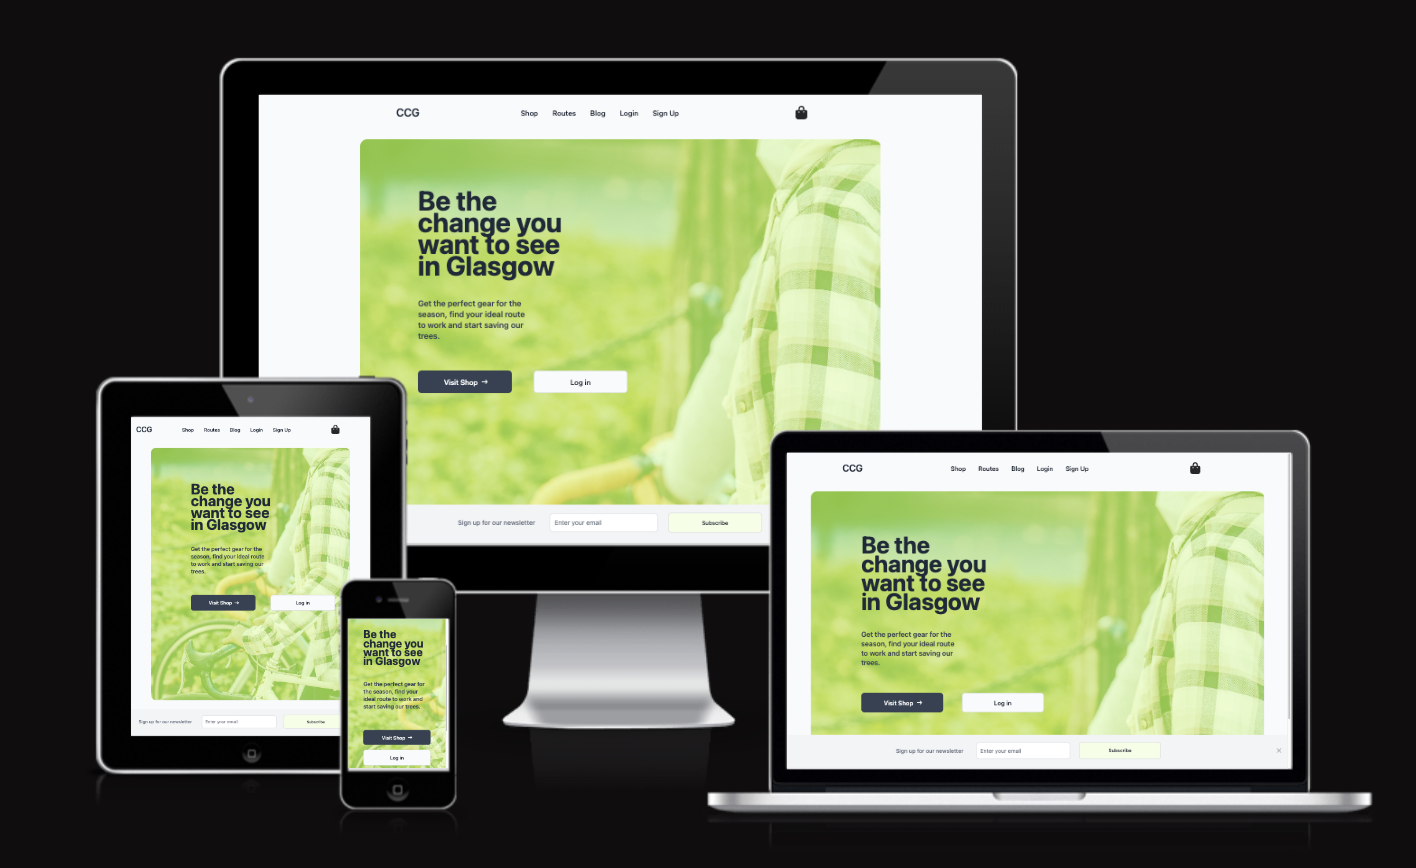 CCG
Shop Routes Blog Login Sign Up
Be the
change you
want to see
in Glasgow
Get the perfect gear for the
season, find your ideal route
to work and start saving our
trees.
Visit Shop →
Log in
Sign up for our newsletter
Enter your email
Subscribe
CCG
Shop Routes Blog Login Sign Up
Be the
change you
want to see
in Glasgow
Get the perfect gear for the
season, find your ideal route
to work and start saving our
trees.
Visit Shop →
Log in
Sign up for our newsletter
Enter your email
Subscribe
Be the
change you
want to see
in Glasgow
Get the perfect gear for
the season, find your
ideal route to work and
start saving our trees.
Visit Shop →
Log in
CCG
Shop Routes Blog Login Sign Up
Be the
change you
want to see
in Glasgow
Get the perfect gear for the
season, find your ideal route
to work and start saving our
trees.
Visit Shop →
Log in
Sign up for our newsletter
Enter your email
Subscribe